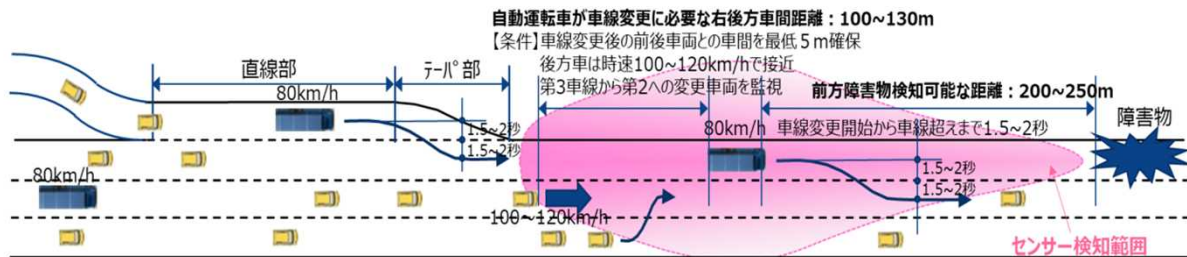 自動運転車が車線変更に必要な右後方車間距離：100~130m
【条件】車線変更後の前後車両との車間を最低５ｍ確保
後方車は時速100~120km/hで接近
第3車線から第2への変更車両を監視
直線部
テーパ部
80km/h
前方障害物検知可能な距離：200~250m
障害物
1.5~2秒
1.5~2秒
80km/h
車線変更開始から車線超えまで1.5~2秒
80km/h
1.5~2秒
1.5~2秒
100～120km/h
センサー検知範囲